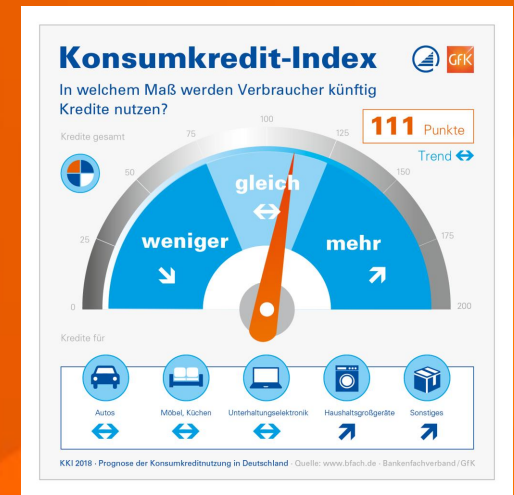 Konsumkredit-Index
GfK
In welchem Maß werden Verbraucher künftig
Kredite nutzen?
111 Punkte
Trend
Kredite gesamt
0
25
50
75
100
125
150
175
200
weniger
gleich
mehr
Kredite für
Autos
Möbel, Küchen
Unterhaltungselektronik
Haushaltsgroßgeräte
Sonstiges
KKI 2018 · Prognose der Konsumkreditnutzung in Deutschland · Quelle: www.bfach.de · Bankenfachverband/GfK